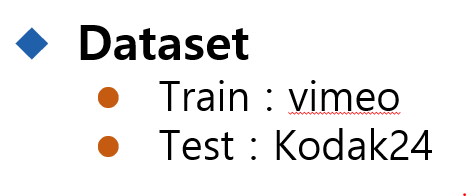 Dataset
Train : vimeo
Test : Kodak24